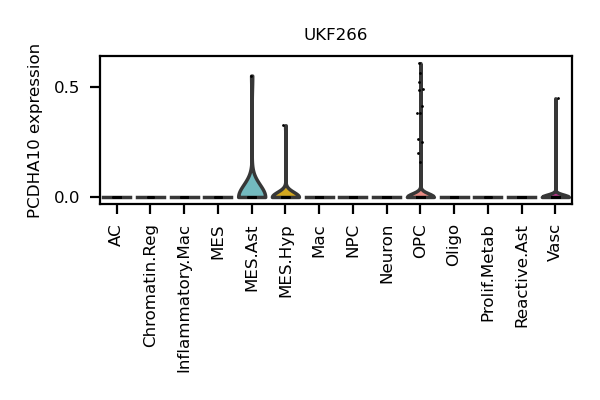 UKF266
PCDHA10 expression
0.5
0.0
AC
Chromatin.Reg
Inflammatory.Mac
MES
MES.Ast
MES.Hyp
Mac
NPC
Neuron
OPC
Oligo
Prolif.Metab
Reactive.Ast
Vasc